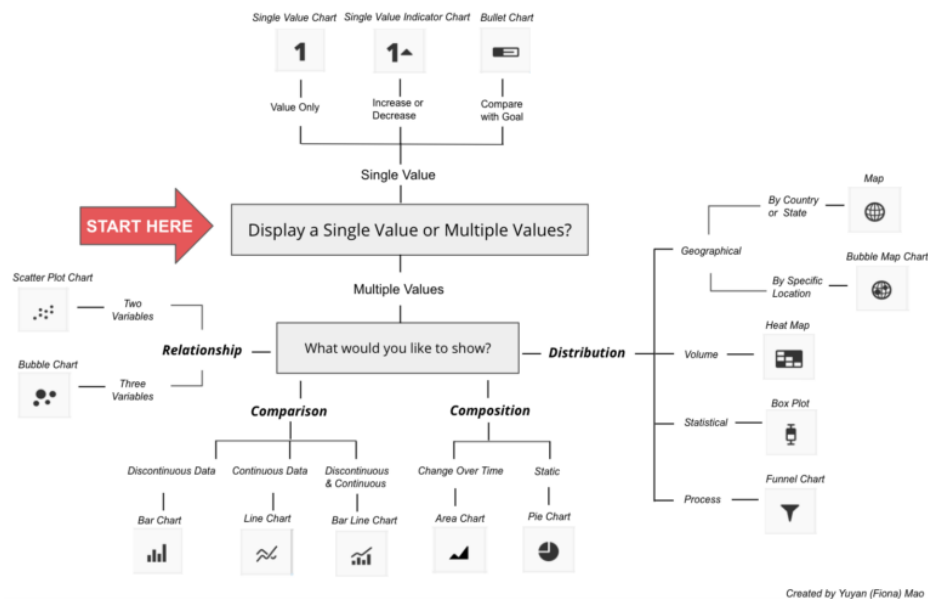 Single Value Chart
Single Value Indicator Chart
Bullet Chart
1
1
Value Only
Increase or
Decrease
Compare
with Goal
Single Value
START HERE
Display a Single Value or Multiple Values?
Multiple Values
What would you like to show?
Scatter Plot Chart
Two
Variables
Relationship
Bubble Chart
Three
Variables
Comparison
Discontinuous Data
Continuous Data
Discontinuous
& Continuous
Bar Chart
Line Chart
Bar Line Chart
Composition
Change Over Time
Static
Area Chart
Pie Chart
Distribution
Geographical
By Country
or State
Map
By Specific
Location
Bubble Map Chart
Volume
Heat Map
Statistical
Box Plot
Process
Funnel Chart
Created by Yuyan (Fiona) Mao